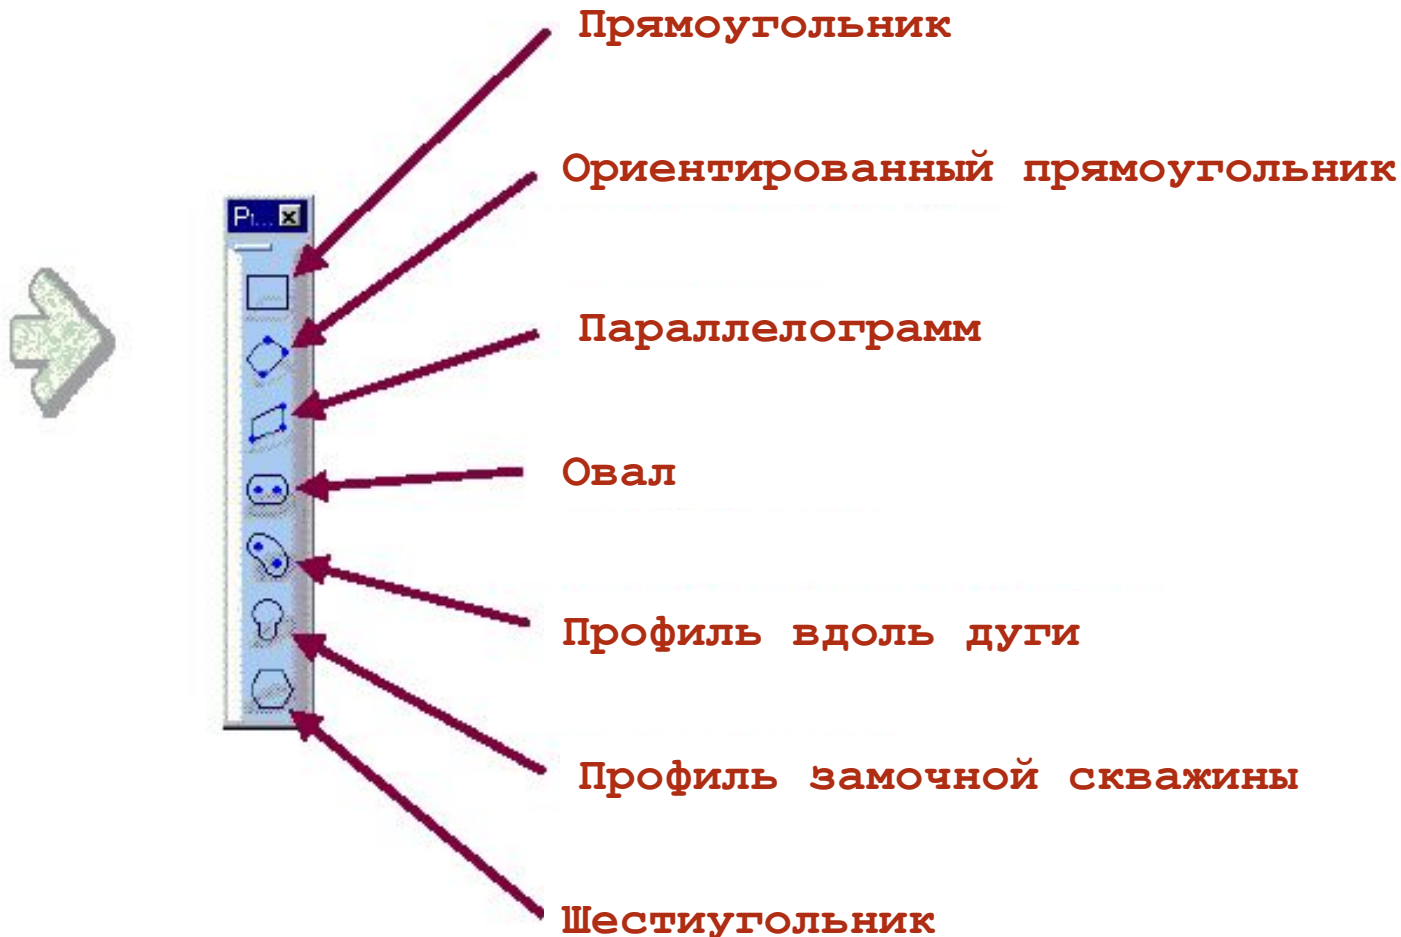 Прямоугольник
Ориентированный прямоугольник
P...
Параллелограмм
Овал
Профиль вдоль дуги
Профиль замочной скважины
Шестиугольник